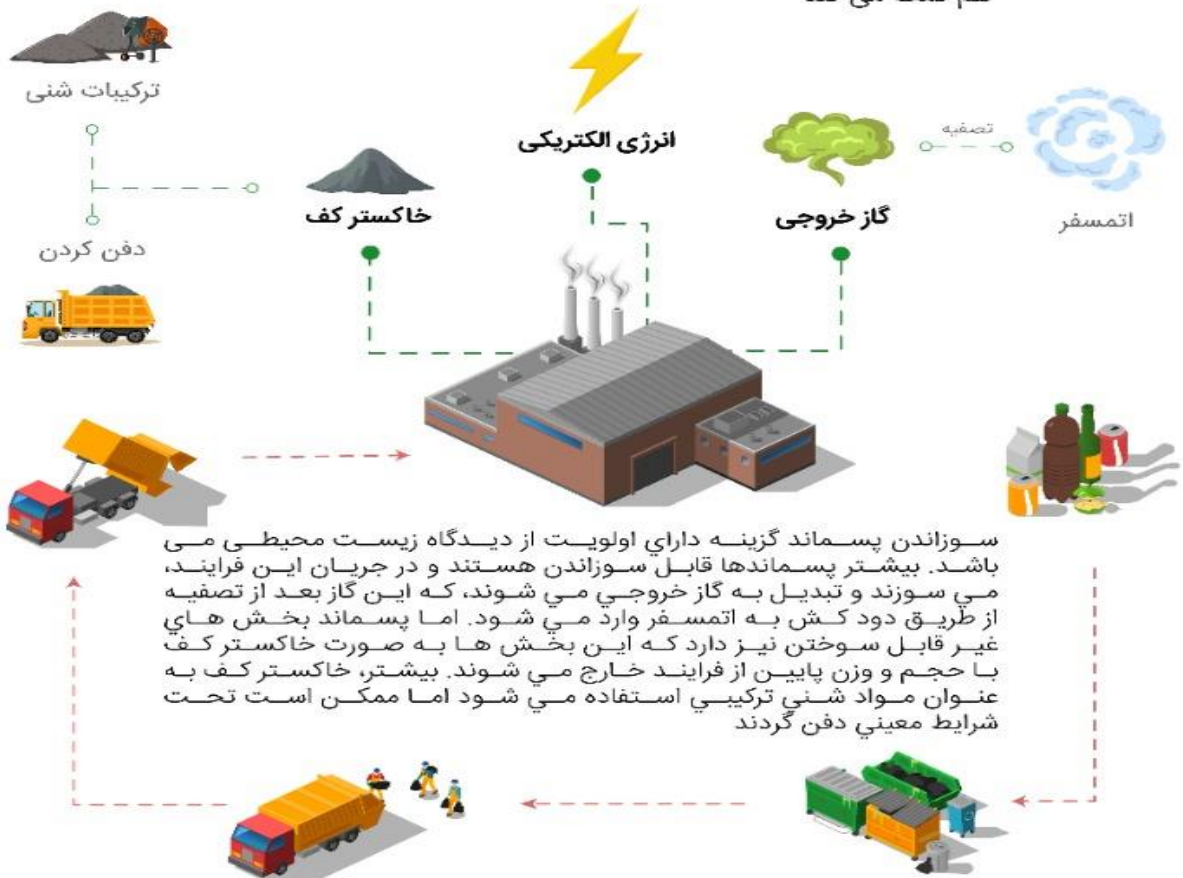 ترکیبات شنی
انرژی الکتریکی
تصفیه
خاکستر کف
گاز خروجی
اتمسفر
دفن کردن
سوزاندن پسماند گزینه داراي اولویت از دیدگاه زیست محیطی می
باشد. بیشتر پسماندها قابل سوزاندن هستند و در جریان این فرایند،
مي سوزند و تبدیل به گاز خروجي مي شوند، که این گاز بعد از تصفیه
از طریق دود کش به اتمسفر وارد مي شود. اما پسماند بخش هاي
غیر قابل سوختن نیز دارد که این بخش ها به صورت خاکستر کف
با حجم و وزن پایین از فرایند خارج مي شوند. بیشتر، خاکستر کف به
عنوان مواد شني ترکیبي استفاده مي شود اما ممکن است تحت
شرایط معیني دفن گردند